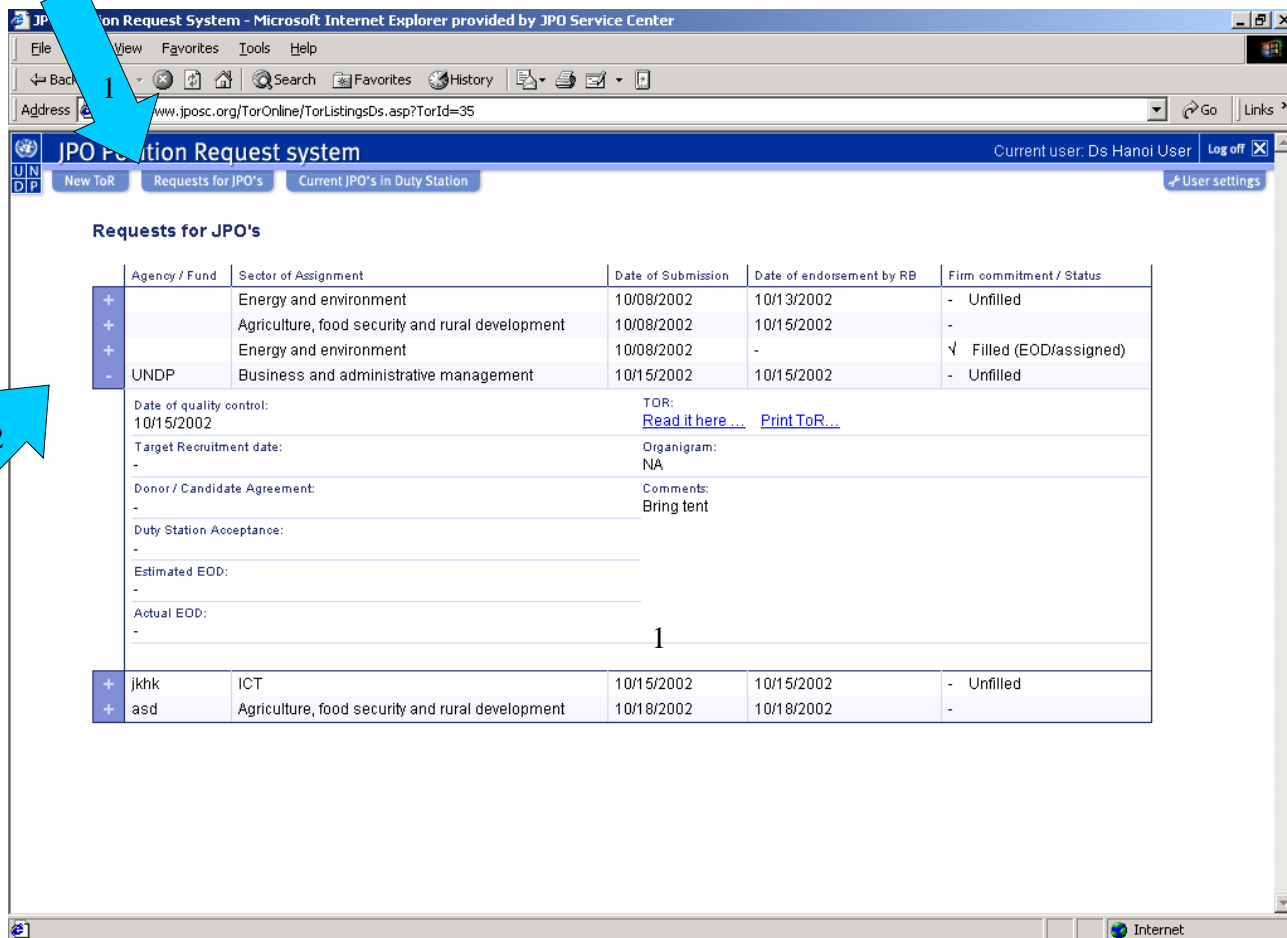 JP    ion Request System - Microsoft Internet Explorer provided by JPO Service Center
File    View Favorites Tools Help
Back Search Favorites History
1
Address    ww.jposc.org/TorOnline/TorListingsDs.asp?TorId=35 Go Links »
JPO P   ition Request system Current user: Ds Hanoi User Log off X
UN
DP
New ToR Requests for JPO's Current JPO's in Duty Station User settings
Requests for JPO's
Agency / Fund Sector of Assignment Date of Submission Date of endorsement by RB Firm commitment / Status
+ Energy and environment 10/08/2002 10/13/2002 - Unfilled
+ Agriculture, food security and rural development 10/08/2002 10/15/2002 -
+ Energy and environment 10/08/2002 - √ Filled (EOD/assigned)
- UNDP Business and administrative management 10/15/2002 10/15/2002 - Unfilled
2
Date of quality control: TOR:
10/15/2002 Read it here ... Print ToR...
Target Recruitment date: Organigram:
- NA
Donor / Candidate Agreement: Comments:
- Bring tent
Duty Station Acceptance:
-
Estimated EOD:
-
Actual EOD:
-
1
+ jkhk ICT 10/15/2002 10/15/2002 - Unfilled
+ asd Agriculture, food security and rural development 10/18/2002 10/18/2002 -
Internet